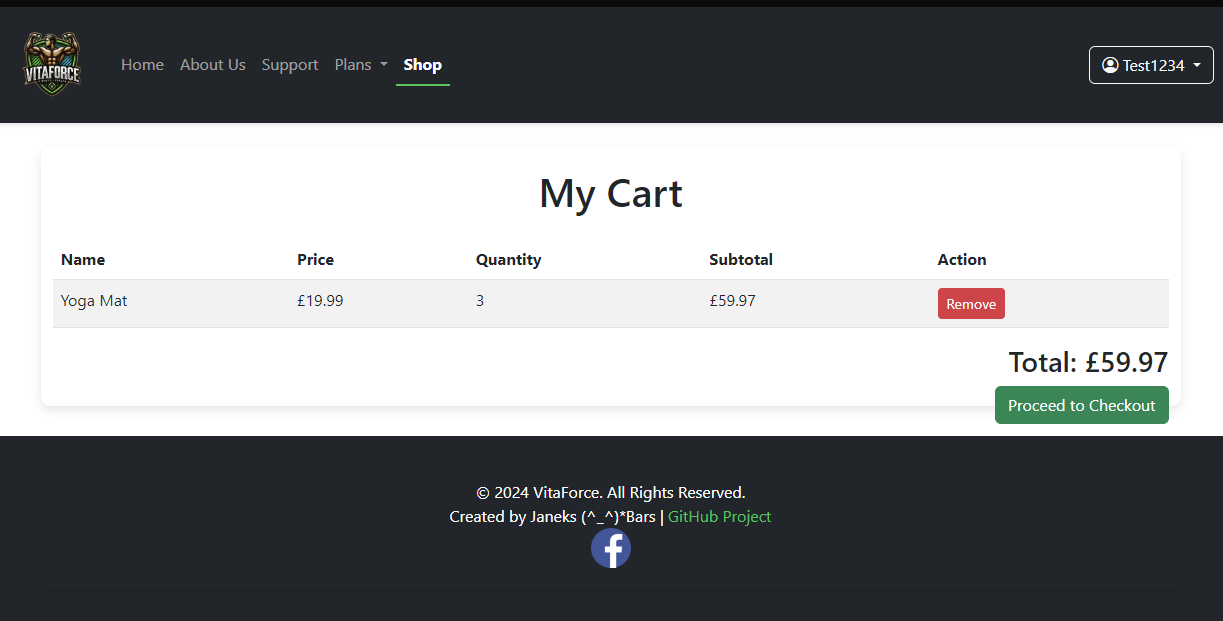 VITAFORCE
Home About Us Support Plans Shop Test1234
My Cart
Name Price Quantity Subtotal Action
Yoga Mat £19.99 3 £59.97 Remove
Total: £59.97
Proceed to Checkout
© 2024 VitaForce. All Rights Reserved.
Created by Janeks (^_^)*Bars | GitHub Project